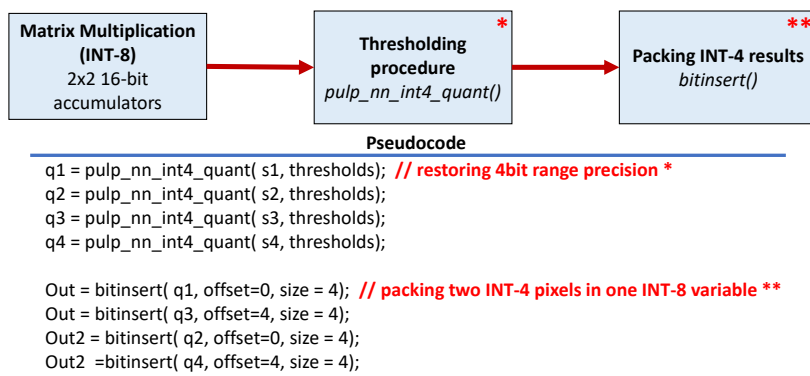 Matrix Multiplication
(INT-8)
2x2 16-bit
accumulators
*
Thresholding
procedure
pulp_nn_int4_quant()
**
Packing INT-4 results
bitinsert()
Pseudocode
q1 = pulp_nn_int4_quant( s1, thresholds); // restoring 4bit range precision *
q2 = pulp_nn_int4_quant( s2, thresholds);
q3 = pulp_nn_int4_quant( s3, thresholds);
q4 = pulp_nn_int4_quant( s4, thresholds);
Out = bitinsert( q1, offset=0, size = 4); // packing two INT-4 pixels in one INT-8 variable **
Out = bitinsert( q3, offset=4, size = 4);
Out2 = bitinsert( q2, offset=0, size = 4);
Out2 =bitinsert( q4, offset=4, size = 4);